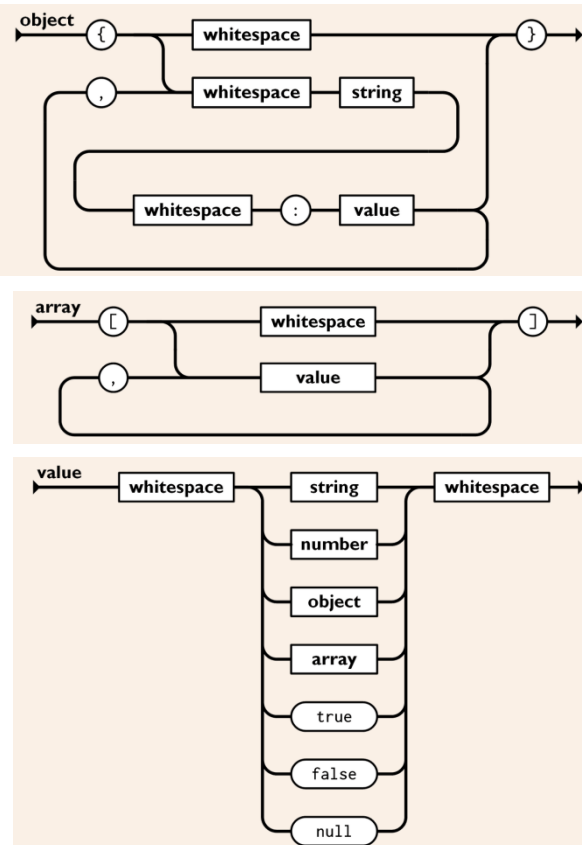 object
{ whitespace }
, whitespace string
whitespace : value
array
[ whitespace ]
, value
value
whitespace string whitespace
number
object
array
true
false
null